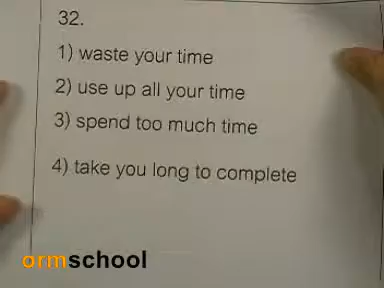 32.
1) waste your time
2) use up all your time
3) spend too much time
4) take you long to complete
ormschool